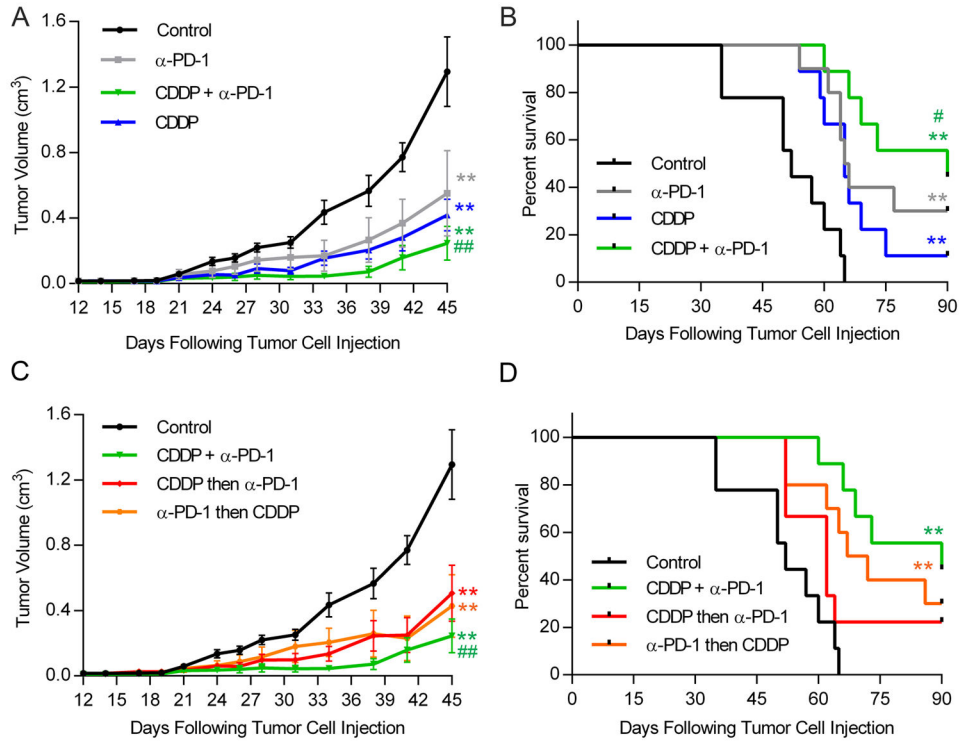 A
Tumor Volume (cm3)
1.6
1.2
0.8
0.4
0.0
Control
α-PD-1
CDDP + α-PD-1
CDDP
**
**
**
##
12 15 18 21 24 27 30 33 36 39 42 45
Days Following Tumor Cell Injection
B
Percent survival
100
80
60
40
20
0
Control
α-PD-1
CDDP
CDDP + α-PD-1
#
**
**
**
0 15 30 45 60 75 90
Days Following Tumor Cell Injection
C
Tumor Volume (cm3)
1.6
1.2
0.8
0.4
0.0
Control
CDDP + α-PD-1
CDDP then α-PD-1
α-PD-1 then CDDP
**
**
**
##
12 15 18 21 24 27 30 33 36 39 42 45
Days Following Tumor Cell Injection
D
Percent survival
100
80
60
40
20
0
Control
CDDP + α-PD-1
CDDP then α-PD-1
α-PD-1 then CDDP
**
**
0 15 30 45 60 75 90
Days Following Tumor Cell Injection